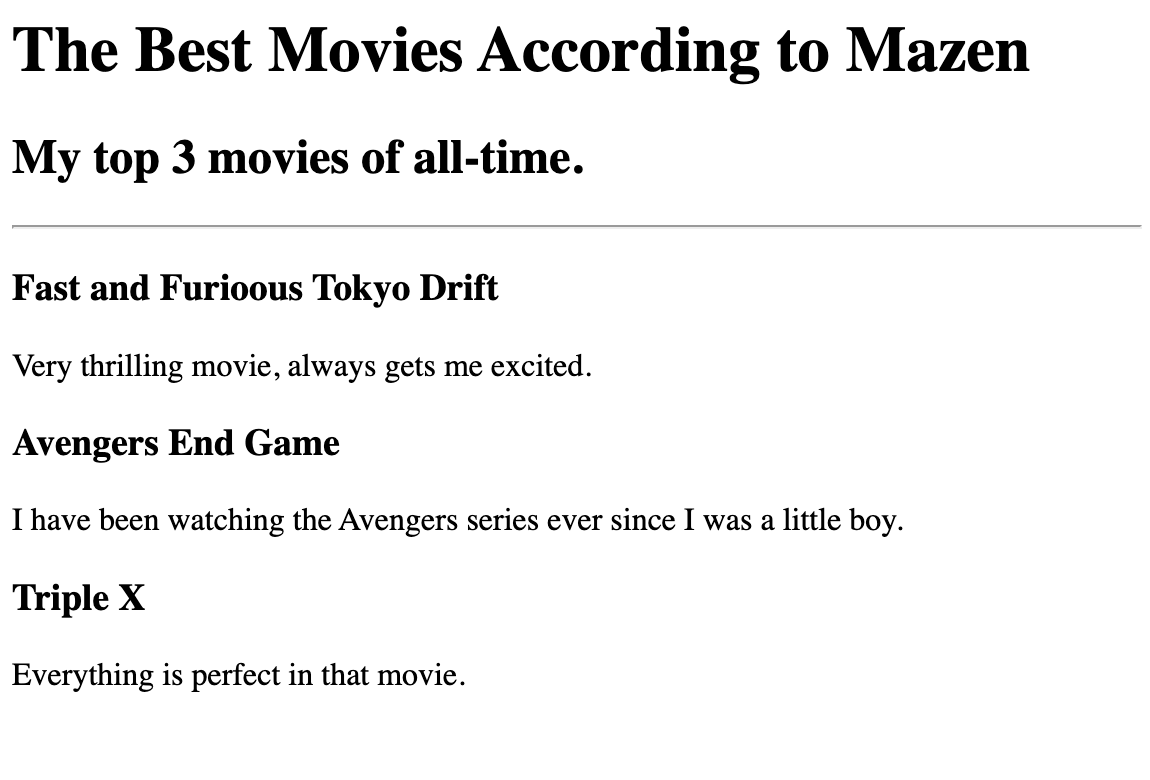 The Best Movies According to Mazen
My top 3 movies of all-time.
Fast and Furioous Tokyo Drift
Very thrilling movie, always gets me excited.
Avengers End Game
I have been watching the Avengers series ever since I was a little boy.
Triple X
Everything is perfect in that movie.